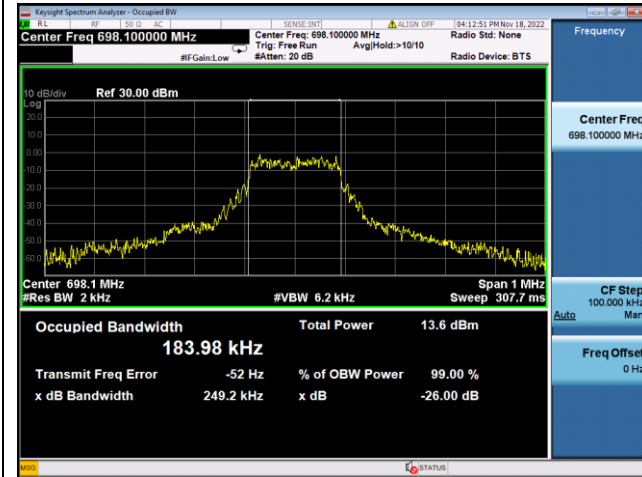 Keysight Spectrum Analyzer - Occupied BW
RL RF 50 Ω AC SENSE:INT ALIGN OFF 04:12:51 PM Nov 18, 2022
Center Freq 698.100000 MHz
Center Freq: 698.100000 MHz Radio Std: None
Trig: Free Run Avg|Hold:>10/10
#IFGain:Low #Atten: 20 dB Radio Device: BTS
10 dB/div Ref 30.00 dBm
Log
20.0
10.0
0.00
-10.0
-20.0
-30.0
-40.0
-50.0
-60.0
Center 698.1 MHz Span 1 MHz
#Res BW 2 kHz #VBW 6.2 kHz Sweep 307.7 ms
Occupied Bandwidth Total Power 13.6 dBm
183.98 kHz
Transmit Freq Error -52 Hz % of OBW Power 99.00 %
x dB Bandwidth 249.2 kHz x dB -26.00 dB
MSG STATUS
Frequency
Center Freq
698.100000 MHz
CF Step
100.000 kHz
Auto Man
Freq Offset
0 Hz